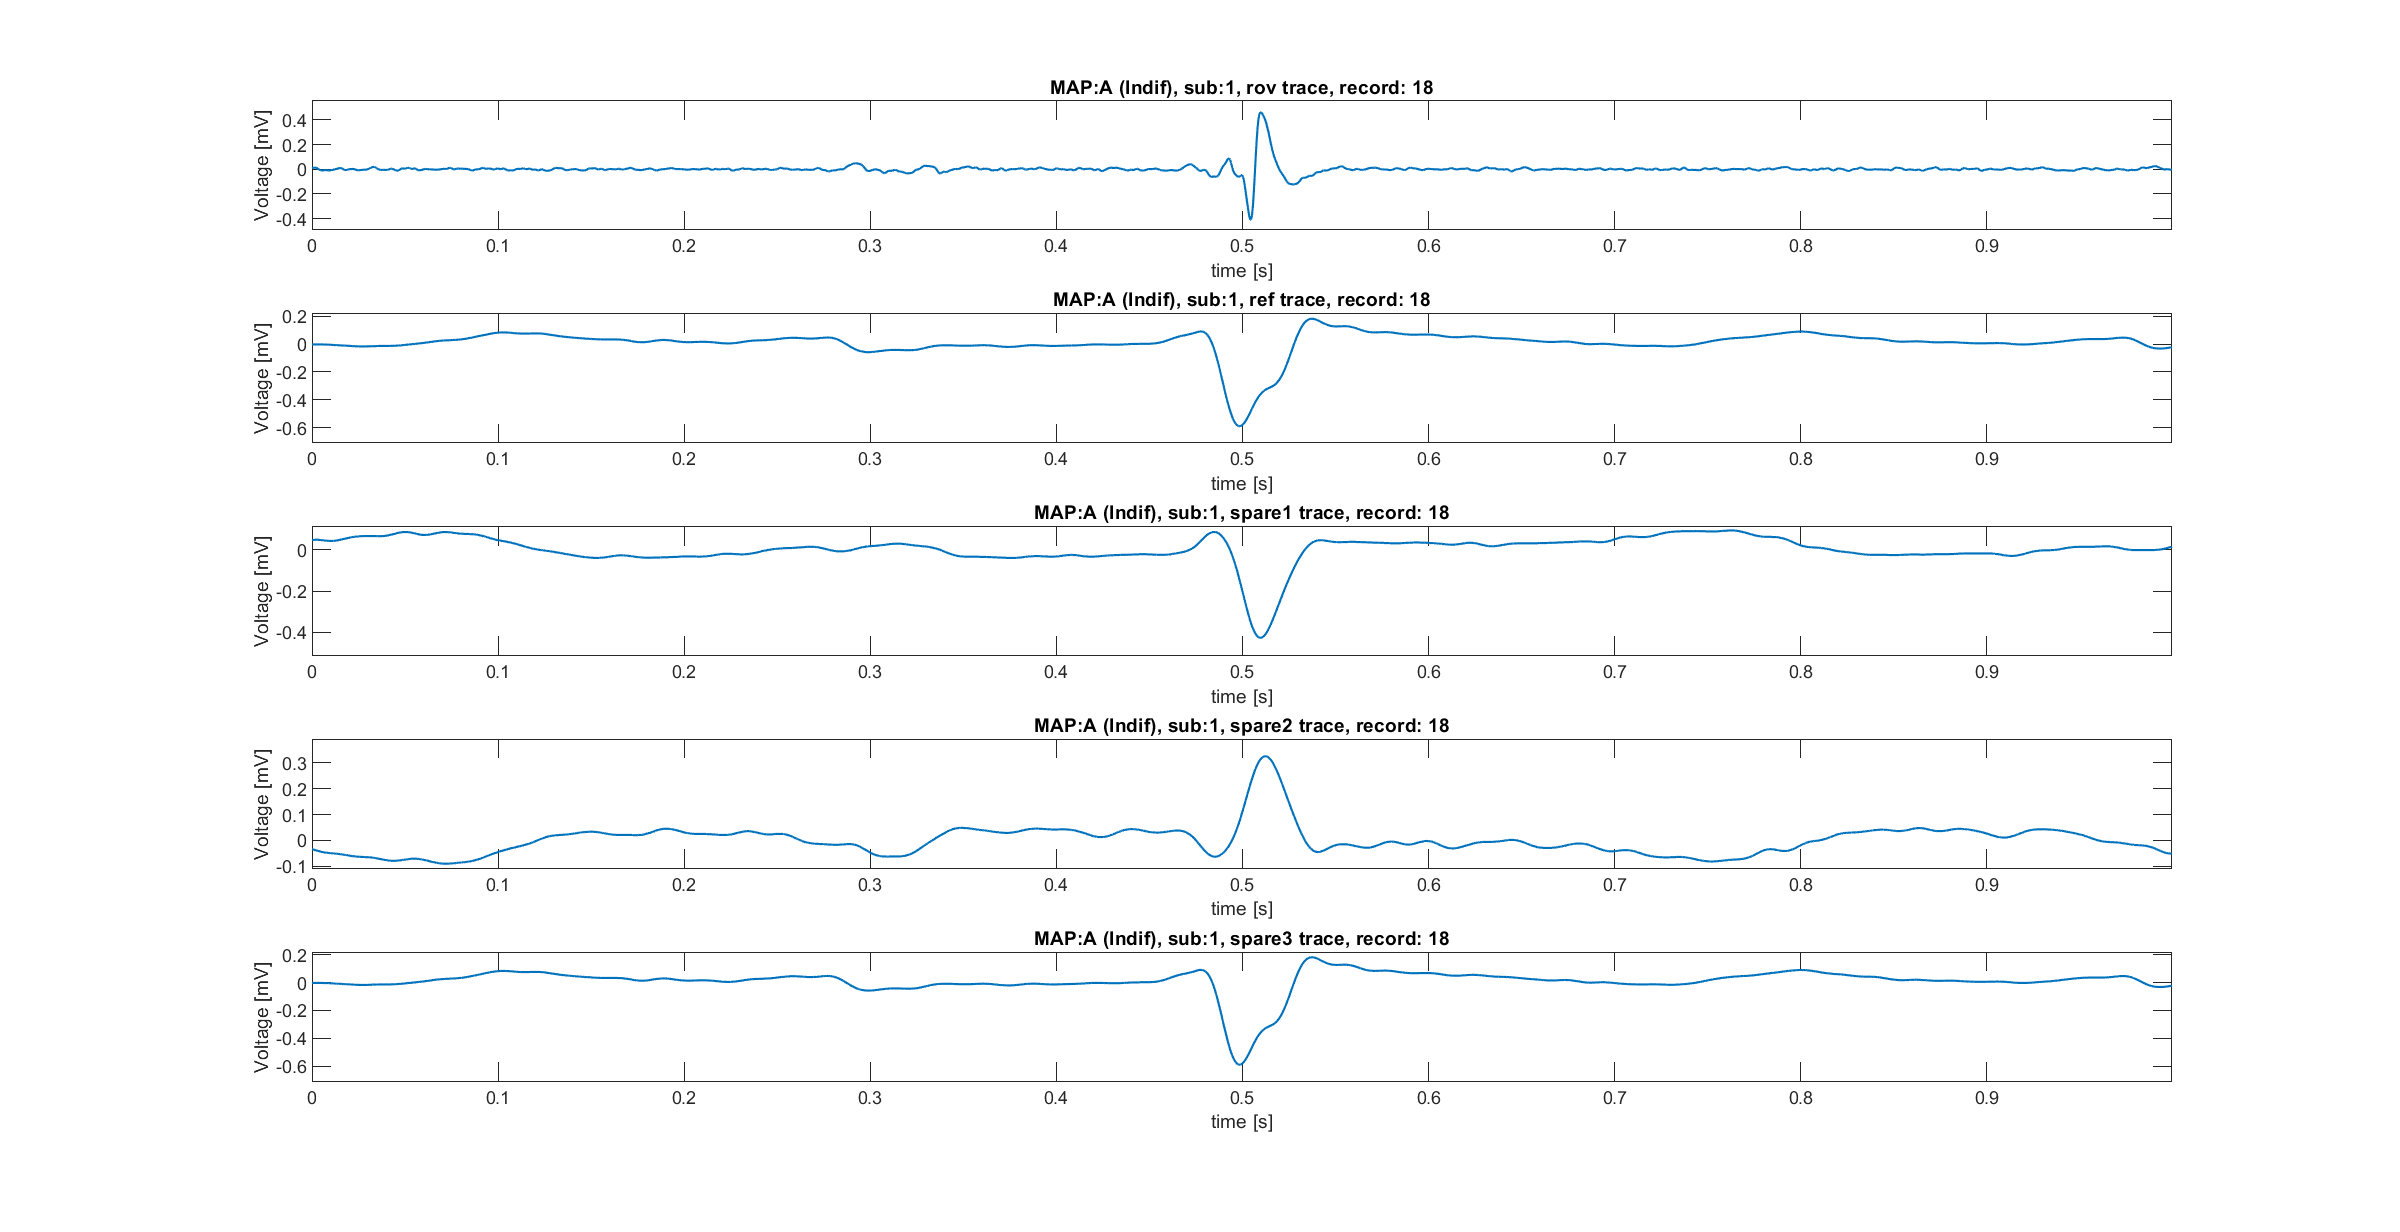 MAP:A (Indif), sub:1, rov trace, record: 18
Voltage [mV]
0.4
0.2
0
-0.2
-0.4
0 0.1 0.2 0.3 0.4 0.5 0.6 0.7 0.8 0.9
time [s]
MAP:A (Indif), sub:1, ref trace, record: 18
Voltage [mV]
0.2
0
-0.2
-0.4
-0.6
0 0.1 0.2 0.3 0.4 0.5 0.6 0.7 0.8 0.9
time [s]
MAP:A (Indif), sub:1, spare1 trace, record: 18
Voltage [mV]
0
-0.2
-0.4
0 0.1 0.2 0.3 0.4 0.5 0.6 0.7 0.8 0.9
time [s]
MAP:A (Indif), sub:1, spare2 trace, record: 18
Voltage [mV]
0.3
0.2
0.1
0
-0.1
0 0.1 0.2 0.3 0.4 0.5 0.6 0.7 0.8 0.9
time [s]
MAP:A (Indif), sub:1, spare3 trace, record: 18
Voltage [mV]
0.2
0
-0.2
-0.4
-0.6
0 0.1 0.2 0.3 0.4 0.5 0.6 0.7 0.8 0.9
time [s]